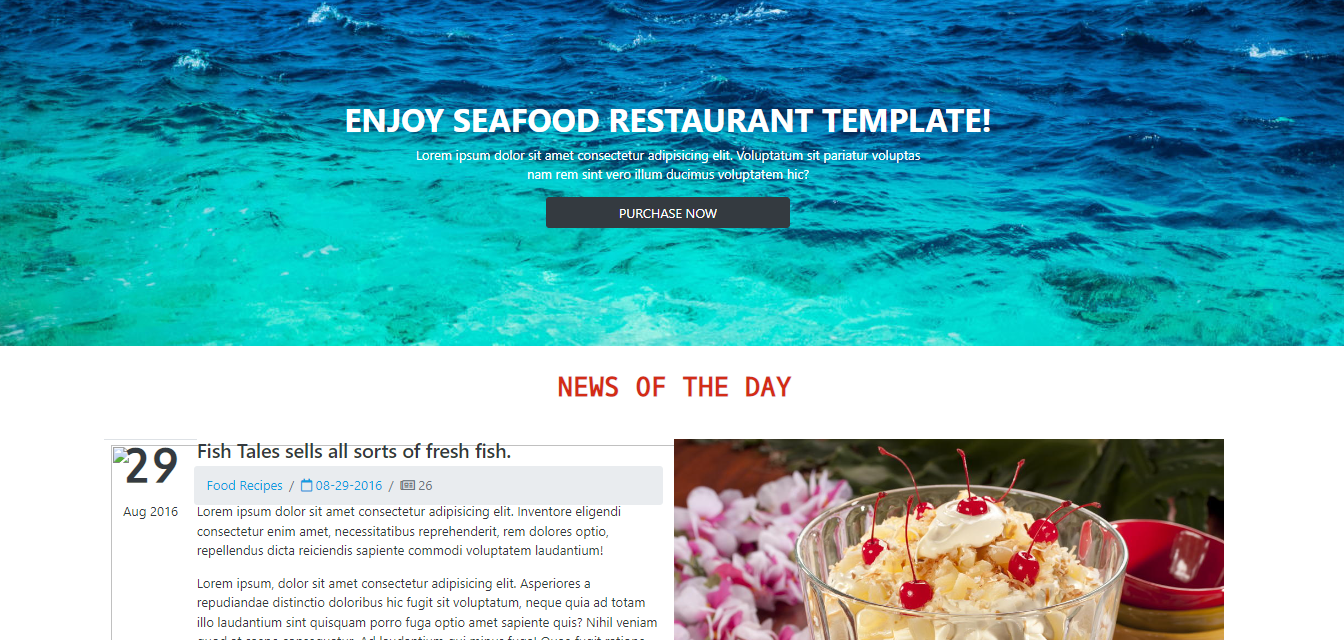 ENJOY SEAFOOD RESTAURANT TEMPLATE!
Lorem ipsum dolor sit amet consectetur adipisicing elit. Voluptatum sit pariatur voluptas
nam rem sint vero illum ducimus voluptatem hic?
PURCHASE NOW
NEWS OF THE DAY
29
Aug 2016
Fish Tales sells all sorts of fresh fish.
Food Recipes / 08-29-2016 / 26
Lorem ipsum dolor sit amet consectetur adipisicing elit. Inventore eligendi
consectetur enim amet, necessitatibus reprehenderit, rem dolores optio,
repellendus dicta reiciendis sapiente commodi voluptatem laudantium!
Lorem ipsum, dolor sit amet consectetur adipisicing elit. Asperiores a
repudiandae distinctio doloribus hic fugit sit voluptatum, neque quia ad totam
illo laudantium sint quisquam porro fuga optio amet sapiente quis? Nihil veniam